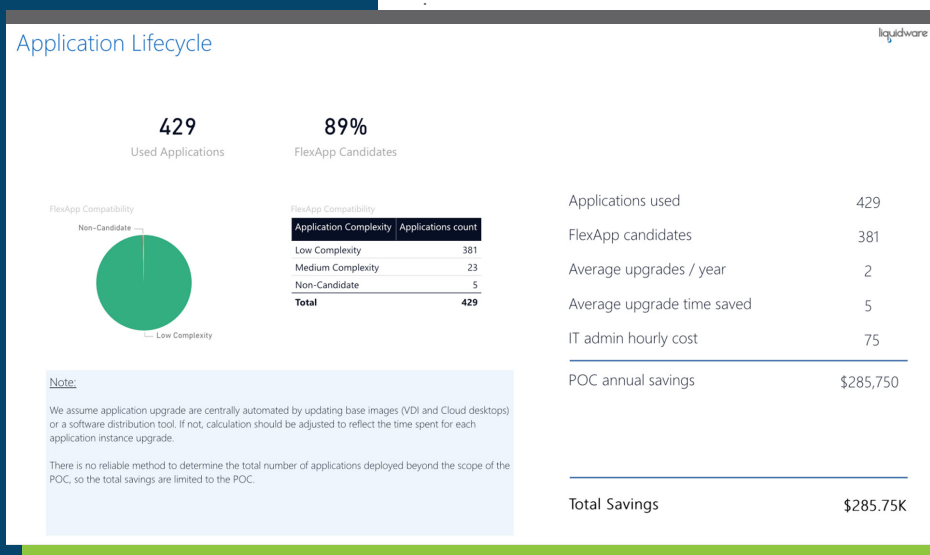 Application Lifecycle
liquidware
429
Used Applications
89%
FlexApp Candidates
FlexApp Compatibility
Non-Candidate
Low Complexity
FlexApp Compatibility
Application Complexity Applications count
Low Complexity 381
Medium Complexity 23
Non-Candidate 5
Total 429
Note:
We assume application upgrade are centrally automated by updating base images (VDI and Cloud desktops)
or a software distribution tool. If not, calculation should be adjusted to reflect the time spent for each
application instance upgrade.
There is no reliable method to determine the total number of applications deployed beyond the scope of the
POC, so the total savings are limited to the POC.
Applications used 429
FlexApp candidates 381
Average upgrades / year 2
Average upgrade time saved 5
IT admin hourly cost 75
POC annual savings $285,750
Total Savings $285.75K